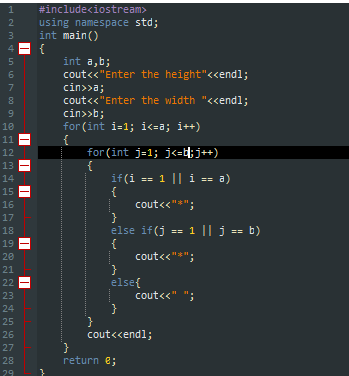 1 #include<iostream>
2 using namespace std;
3 int main()
4 {
5 int a,b;
6 cout<<"Enter the height"<<endl;
7 cin>>a;
8 cout<<"Enter the width "<<endl;
9 cin>>b;
10 for(int i=1; i<=a; i++)
11 {
12 for(int j=1; j<=b;j++)
13 {
14 if(i == 1 || i == a)
15 {
16 cout<<"*";
17 }
18 else if(j == 1 || j == b)
19 {
20 cout<<"*";
21 }
22 else{
23 cout<<" ";
24 }
25 }
26 cout<<endl;
27 }
28 return 0;
29 }